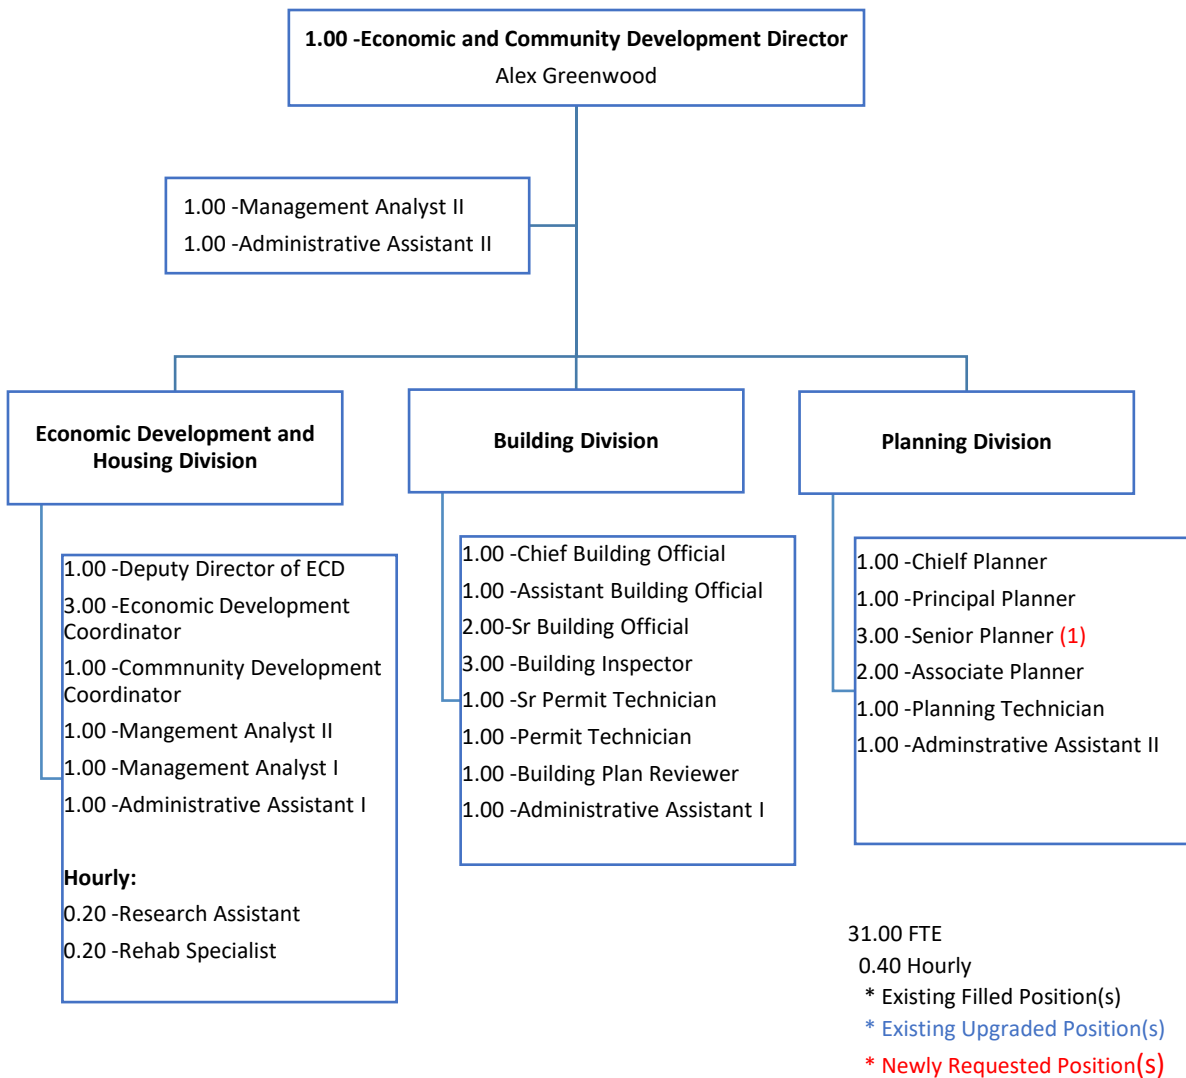 1.00 -Economic and Community Development Director
Alex Greenwood
1.00 -Management Analyst II
1.00 -Administrative Assistant II
Economic Development and
Housing Division
1.00 -Deputy Director of ECD
3.00 -Economic Development
Coordinator
1.00 -Commnunity Development
Coordinator
1.00 -Mangement Analyst II
1.00 -Management Analyst I
1.00 -Administrative Assistant I
Hourly:
0.20 -Research Assistant
0.20 -Rehab Specialist
Building Division
1.00 -Chief Building Official
1.00 -Assistant Building Official
2.00-Sr Building Official
3.00 -Building Inspector
1.00 -Sr Permit Technician
1.00 -Permit Technician
1.00 -Building Plan Reviewer
1.00 -Administrative Assistant I
Planning Division
1.00 -Chielf Planner
1.00 -Principal Planner
3.00 -Senior Planner (1)
2.00 -Associate Planner
1.00 -Planning Technician
1.00 -Adminstrative Assistant II
31.00 FTE
0.40 Hourly
* Existing Filled Position(s)
* Existing Upgraded Position(s)
* Newly Requested Position(s)